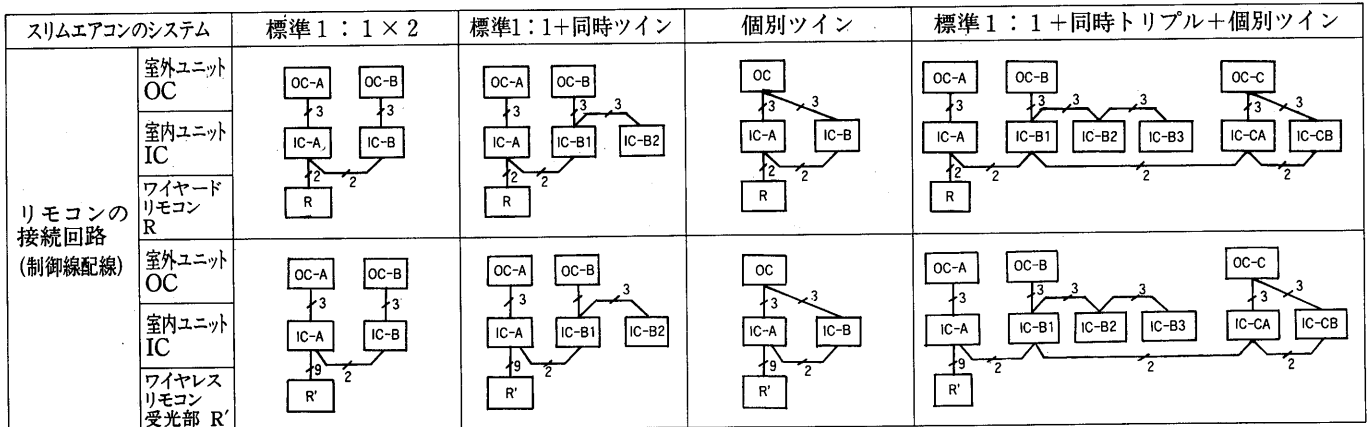 スリムエアコンのシステム
標準1：1×2
標準1：1＋同時ツイン
個別ツイン
標準1：1＋同時トリプル＋個別ツイン
リモコンの
接続回路
(制御線配線)
室外ユニット
OC
室内ユニット
IC
ワイヤード
リモコン
R
OC-A OC-B
3 3
IC-A IC-B
2 2
R
OC-A OC-B
3 3 3
IC-A IC-B1 IC-B2
2 2
R
OC
3 3
IC-A IC-B
2 2
R
OC-A OC-B OC-C
3 3 3 3 3 3
IC-A IC-B1 IC-B2 IC-B3 IC-CA IC-CB
2 2 2 2
R
室外ユニット
OC
室内ユニット
IC
ワイヤレス
リモコン
受光部 R′
OC-A OC-B
3 3
IC-A IC-B
9 2
R'
OC-A OC-B
3 3 3
IC-A IC-B1 IC-B2
9 2
R'
OC
3 3
IC-A IC-B
9 2
R'
OC-A OC-B OC-C
3 3 3 3 3 3
IC-A IC-B1 IC-B2 IC-B3 IC-CA IC-CB
9 2 2 2
R'